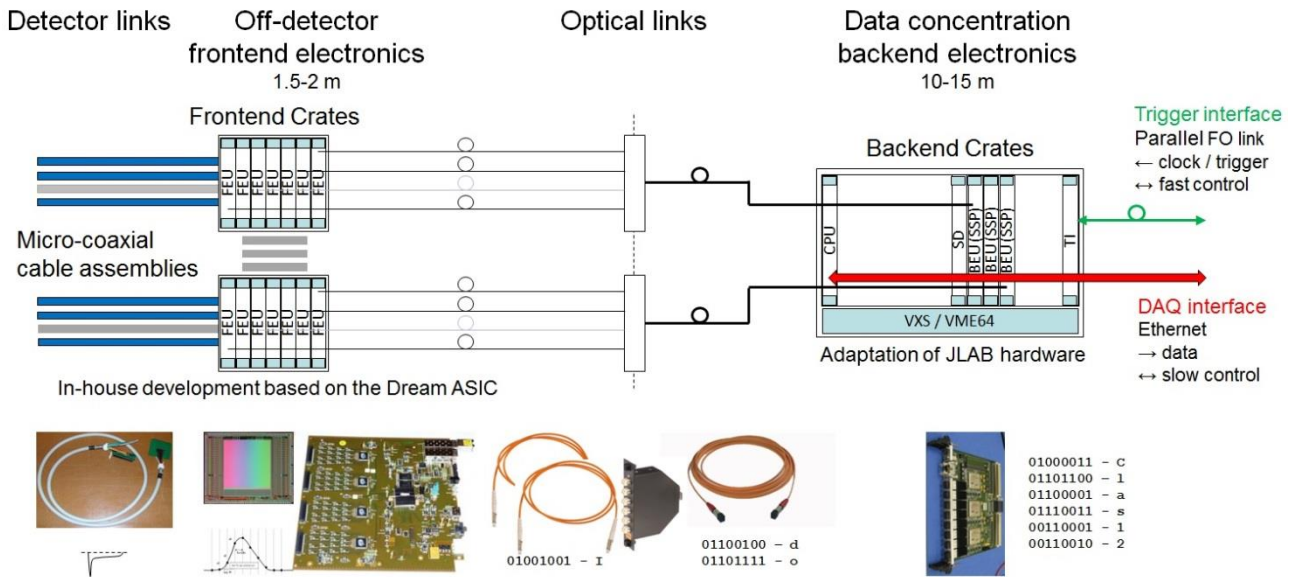 Detector links
Off-detector
frontend electronics
1.5-2 m
Optical links
Data concentration
backend electronics
10-15 m
Frontend Crates
FEU FEU FEU FEU FEU FEU FEU
Micro-coaxial
cable assemblies
FEU FEU FEU FEU FEU FEU FEU
In-house development based on the Dream ASIC
Backend Crates
CPU
SD
BEU(SSP)
BEU(SSP)
BEU(SSP)
TI
VXS / VME64
Adaptation of JLAB hardware
Trigger interface
Parallel FO link
← clock / trigger
↔ fast control
DAQ interface
Ethernet
→ data
↔ slow control
01001001 - I
01100100 - d
01101111 - o
01000011 - C
01101100 - l
01100001 - a
01110011 - s
00110001 - 1
00110010 - 2